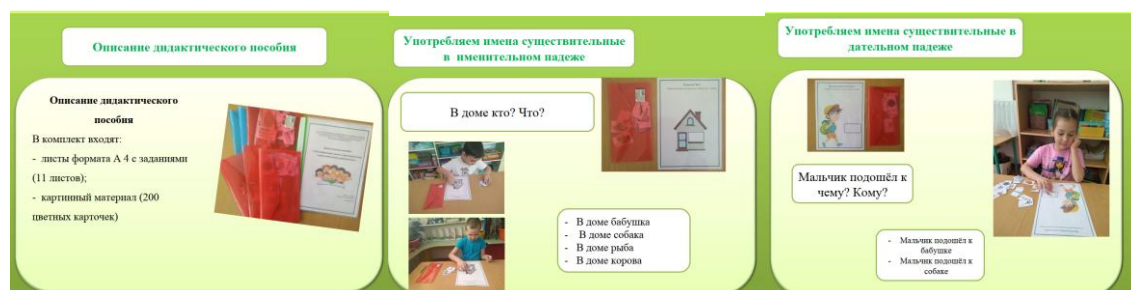 Описание дидактического пособия
Описание дидактического
пособия
В комплект входят:
- листы формата А 4 с заданиями
(11 листов);
- картинный материал (200
цветных карточек)
Употребляем имена существительные
в именительном падеже
В доме кто? Что?
- В доме бабушка
- В доме собака
- В доме рыба
- В доме корова
Употребляем имена существительные в
дательном падеже
Мальчик подошёл к
чему? Кому?
- Мальчик подошёл к
бабушке
- Мальчик подошёл к
собаке